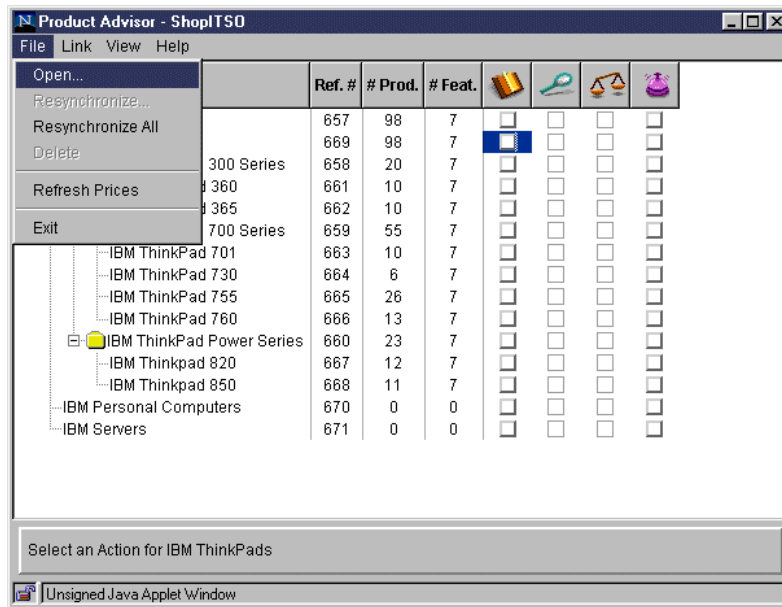 Product Advisor - ShopITSO
File Link View Help
Open...
Resynchronize...
Resynchronize All
Delete
Refresh Prices
Exit
Ref. # # Prod. # Feat.
657 98 7
669 98 7
300 Series 658 20 7
360 661 10 7
365 662 10 7
700 Series 659 55 7
IBM ThinkPad 701 663 10 7
IBM ThinkPad 730 664 6 7
IBM ThinkPad 755 665 26 7
IBM ThinkPad 760 666 13 7
IBM ThinkPad Power Series 660 23 7
IBM Thinkpad 820 667 12 7
IBM Thinkpad 850 668 11 7
IBM Personal Computers 670 0 0
IBM Servers 671 0 0
Select an Action for IBM ThinkPads
Unsigned Java Applet Window